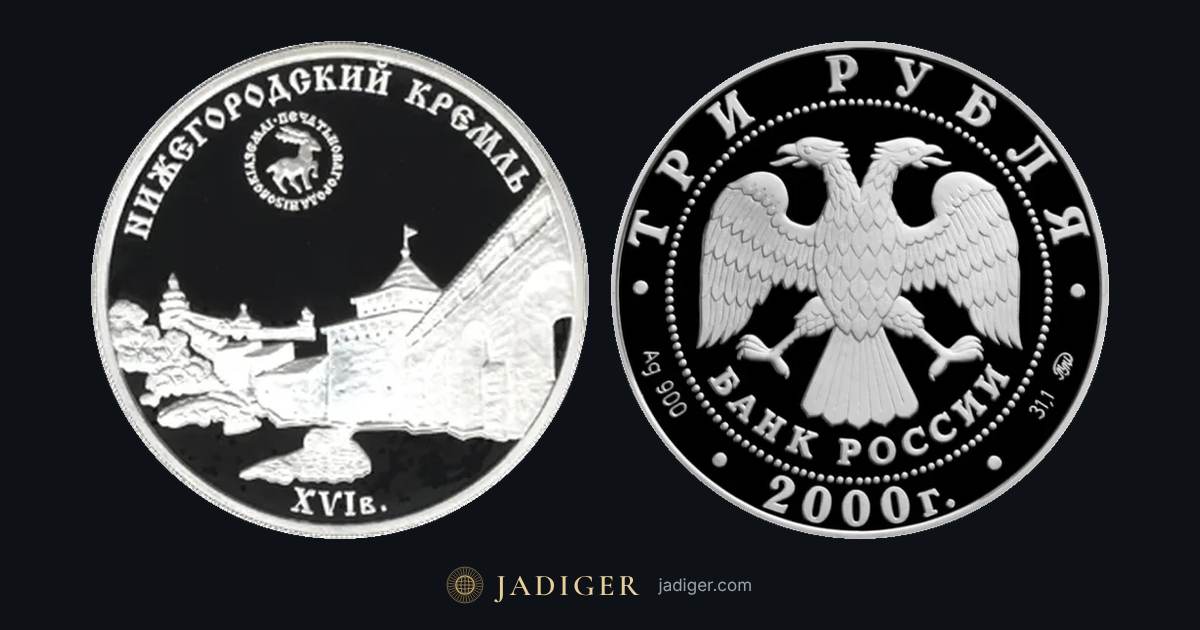 НИЖЕГОРОДСКИЙ КРЕМЛЬ
XVIв.
ТРИ РУБЛЯ
Ag 900
31,1
БАНК РОССИИ
2000г.
JADIGER
jadiger.com